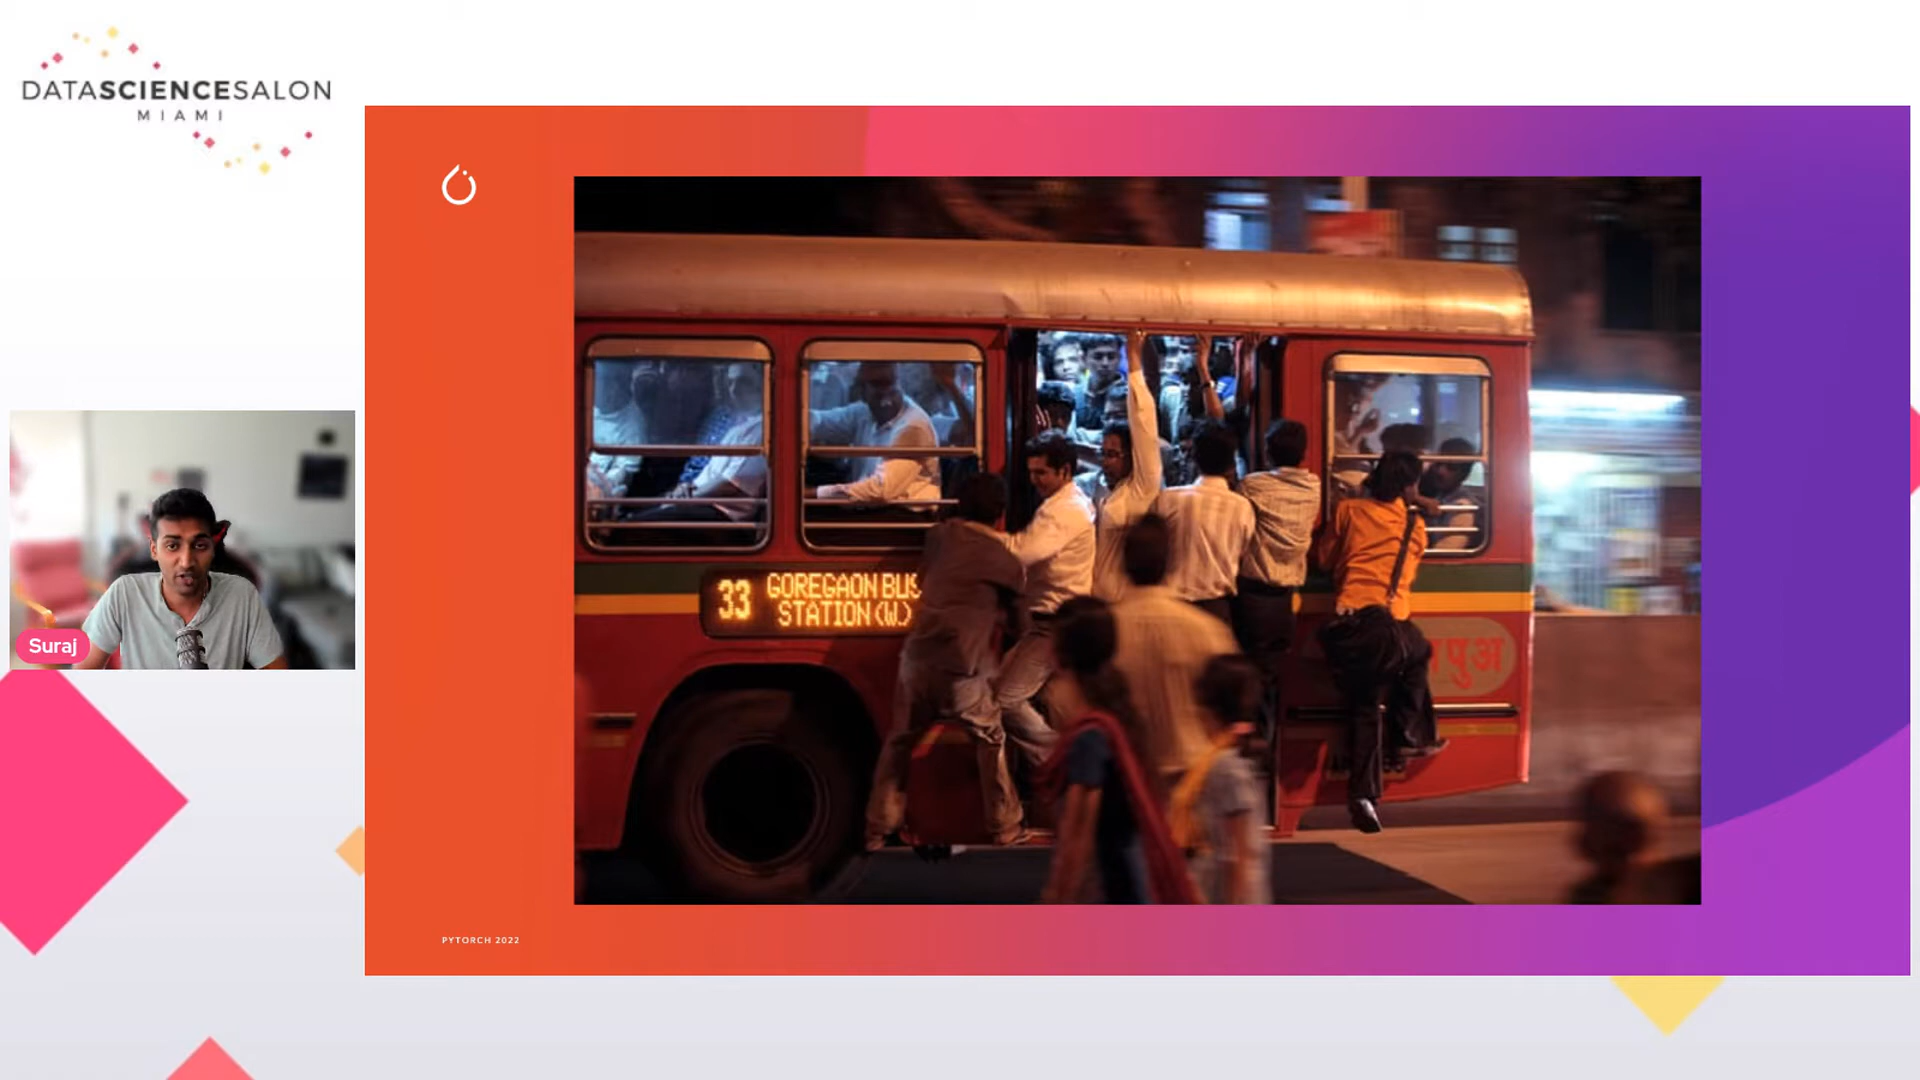 DATASCIENCESALON
MIAMI
33
GOREGAON BUS
STATION (W.)
पुअ
Suraj
PYTORCH 2022